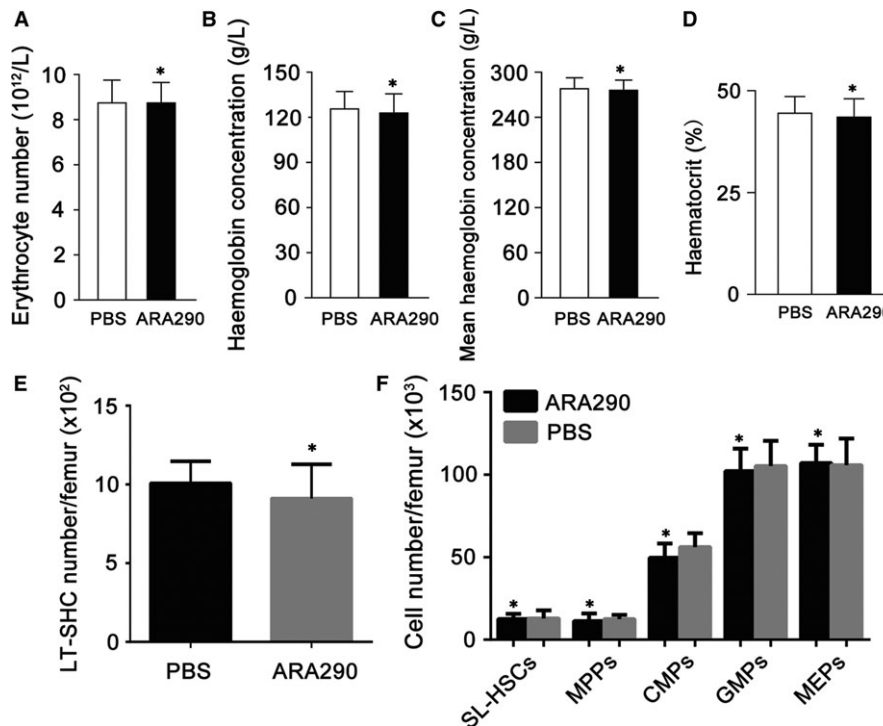 A
Erythrocyte number (10¹²/L)
10
8
6
4
2
0
*
PBS ARA290
B
Haemoglobin concentration (g/L)
150
120
90
60
30
0
*
PBS ARA290
C
Mean haemoglobin concentration (g/L)
360
300
240
180
120
60
0
*
PBS ARA290
D
Haematocrit (%)
50
25
0
*
PBS ARA290
E
LT-SHC number/femur (x10²)
15
10
5
0
*
PBS ARA290
F
Cell number/femur (x10³)
150
100
50
0
ARA290
PBS
* * * * *
SL-HSCs MPPs CMPs GMPs MEPs